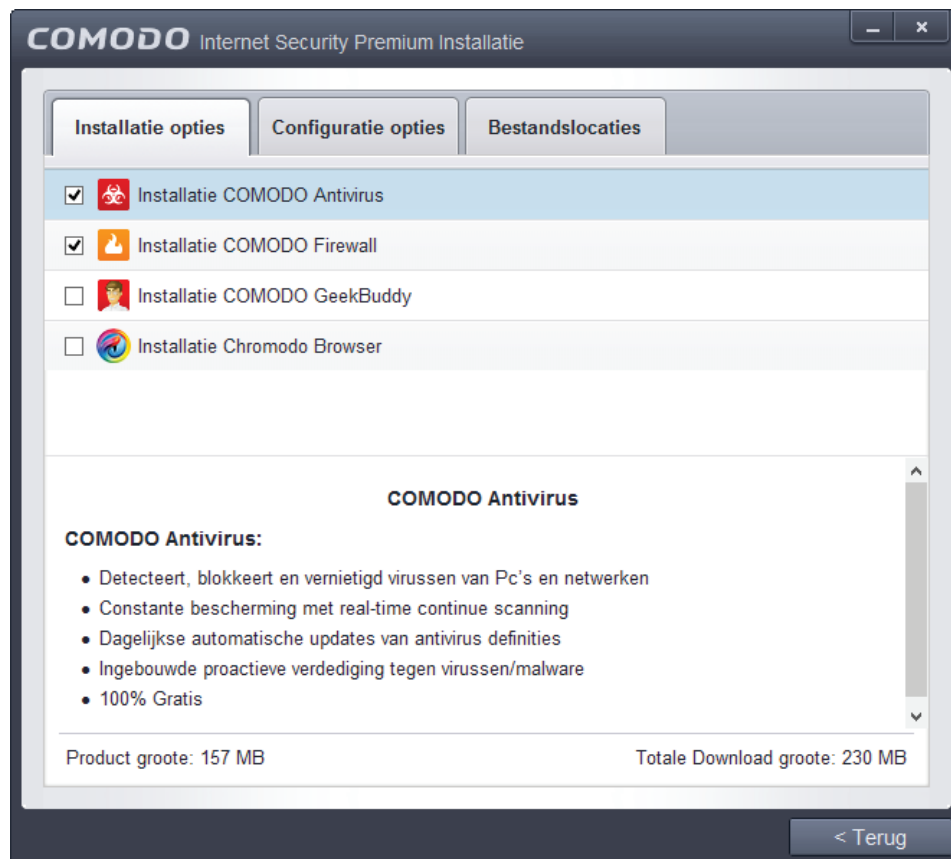 COMODO Internet Security Premium Installatie
Installatie opties
Configuratie opties
Bestandslocaties
Installatie COMODO Antivirus
Installatie COMODO Firewall
Installatie COMODO GeekBuddy
Installatie Chromodo Browser
COMODO Antivirus
COMODO Antivirus:
• Detecteert, blokkeert en vernietigd virussen van Pc's en netwerken
• Constante bescherming met real-time continue scanning
• Dagelijkse automatische updates van antivirus definities
• Ingebouwde proactieve verdediging tegen virussen/malware
• 100% Gratis
Product groote: 157 MB
Totale Download groote: 230 MB
< Terug